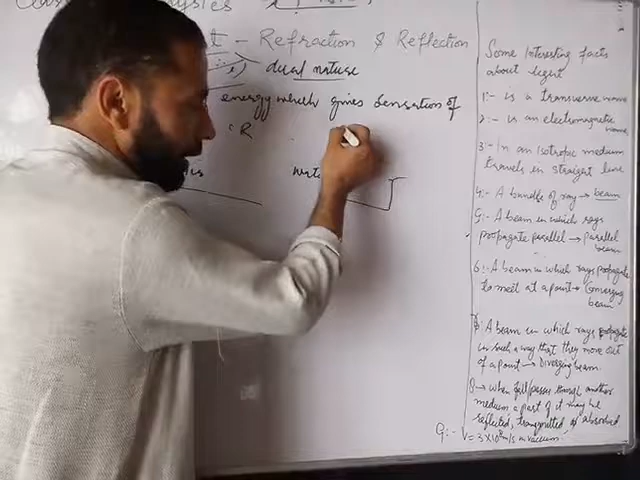 t - Refraction & Reflection
i) dual nature
energy which gives sensation of
: R
Some Interesting facts
about legent
1:- is a transverse wave
2:- is an electromagnetic
wave
3:- In an isotropic medium
travels in straight line
4:- A bundle of ray → beam
5:- A beam in which rays
propagate parallel → parallel
beam
6:- A beam in which rays propagate
to meet at a point → Converging
beam
A beam in which rays propagate
in such a way that they move out
of a point → Diverging beam.
8 → when fall/passes through another
medium a part of it may be
reflected, transmitted, or absorbed
9:- V = 3 x 10⁸ m/s in vacuum.